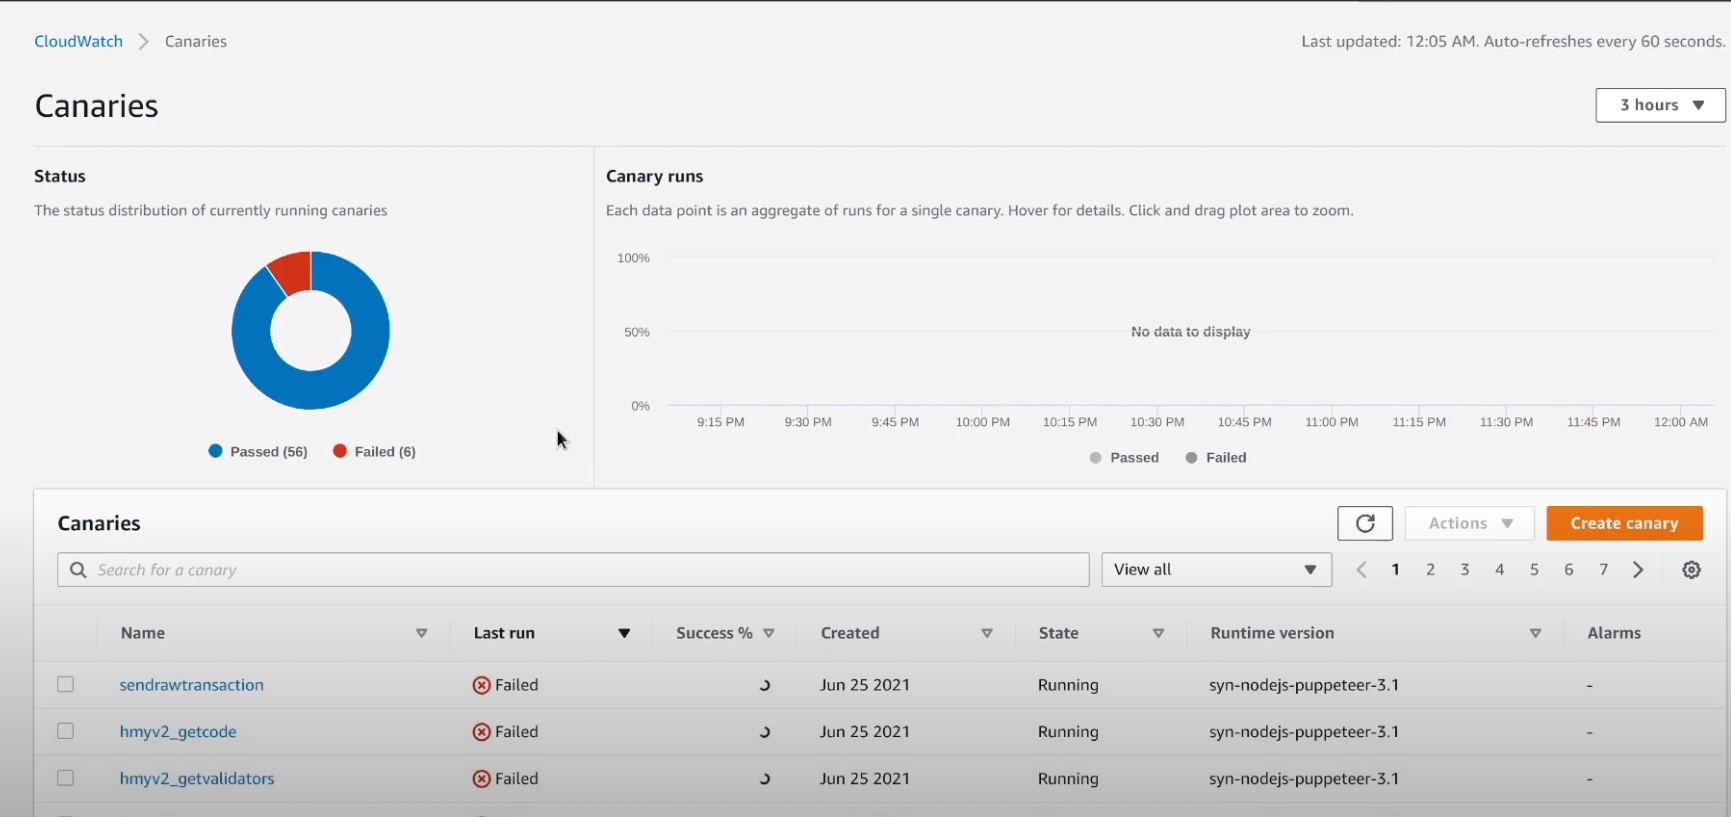 CloudWatch > Canaries
Last updated: 12:05 AM. Auto-refreshes every 60 seconds.
Canaries
3 hours
Status
The status distribution of currently running canaries
Passed (56) Failed (6)
Canary runs
Each data point is an aggregate of runs for a single canary. Hover for details. Click and drag plot area to zoom.
100%
50%
No data to display
0%
9:15 PM 9:30 PM 9:45 PM 10:00 PM 10:15 PM 10:30 PM 10:45 PM 11:00 PM 11:15 PM 11:30 PM 11:45 PM 12:00 AM
Passed Failed
Canaries
Actions Create canary
Search for a canary View all 1 2 3 4 5 6 7
Name Last run Success % Created State Runtime version Alarms
sendrawtransaction Failed Jun 25 2021 Running syn-nodejs-puppeteer-3.1 -
hmyv2_getcode Failed Jun 25 2021 Running syn-nodejs-puppeteer-3.1 -
hmyv2_getvalidators Failed Jun 25 2021 Running syn-nodejs-puppeteer-3.1 -